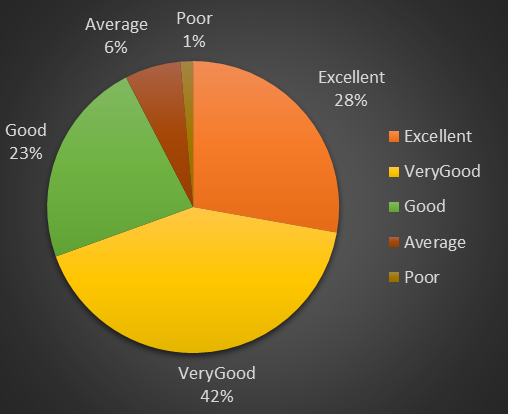 Poor
1%
Average
6%
Excellent
28%
Good
23%
VeryGood
42%
Excellent
VeryGood
Good
Average
Poor